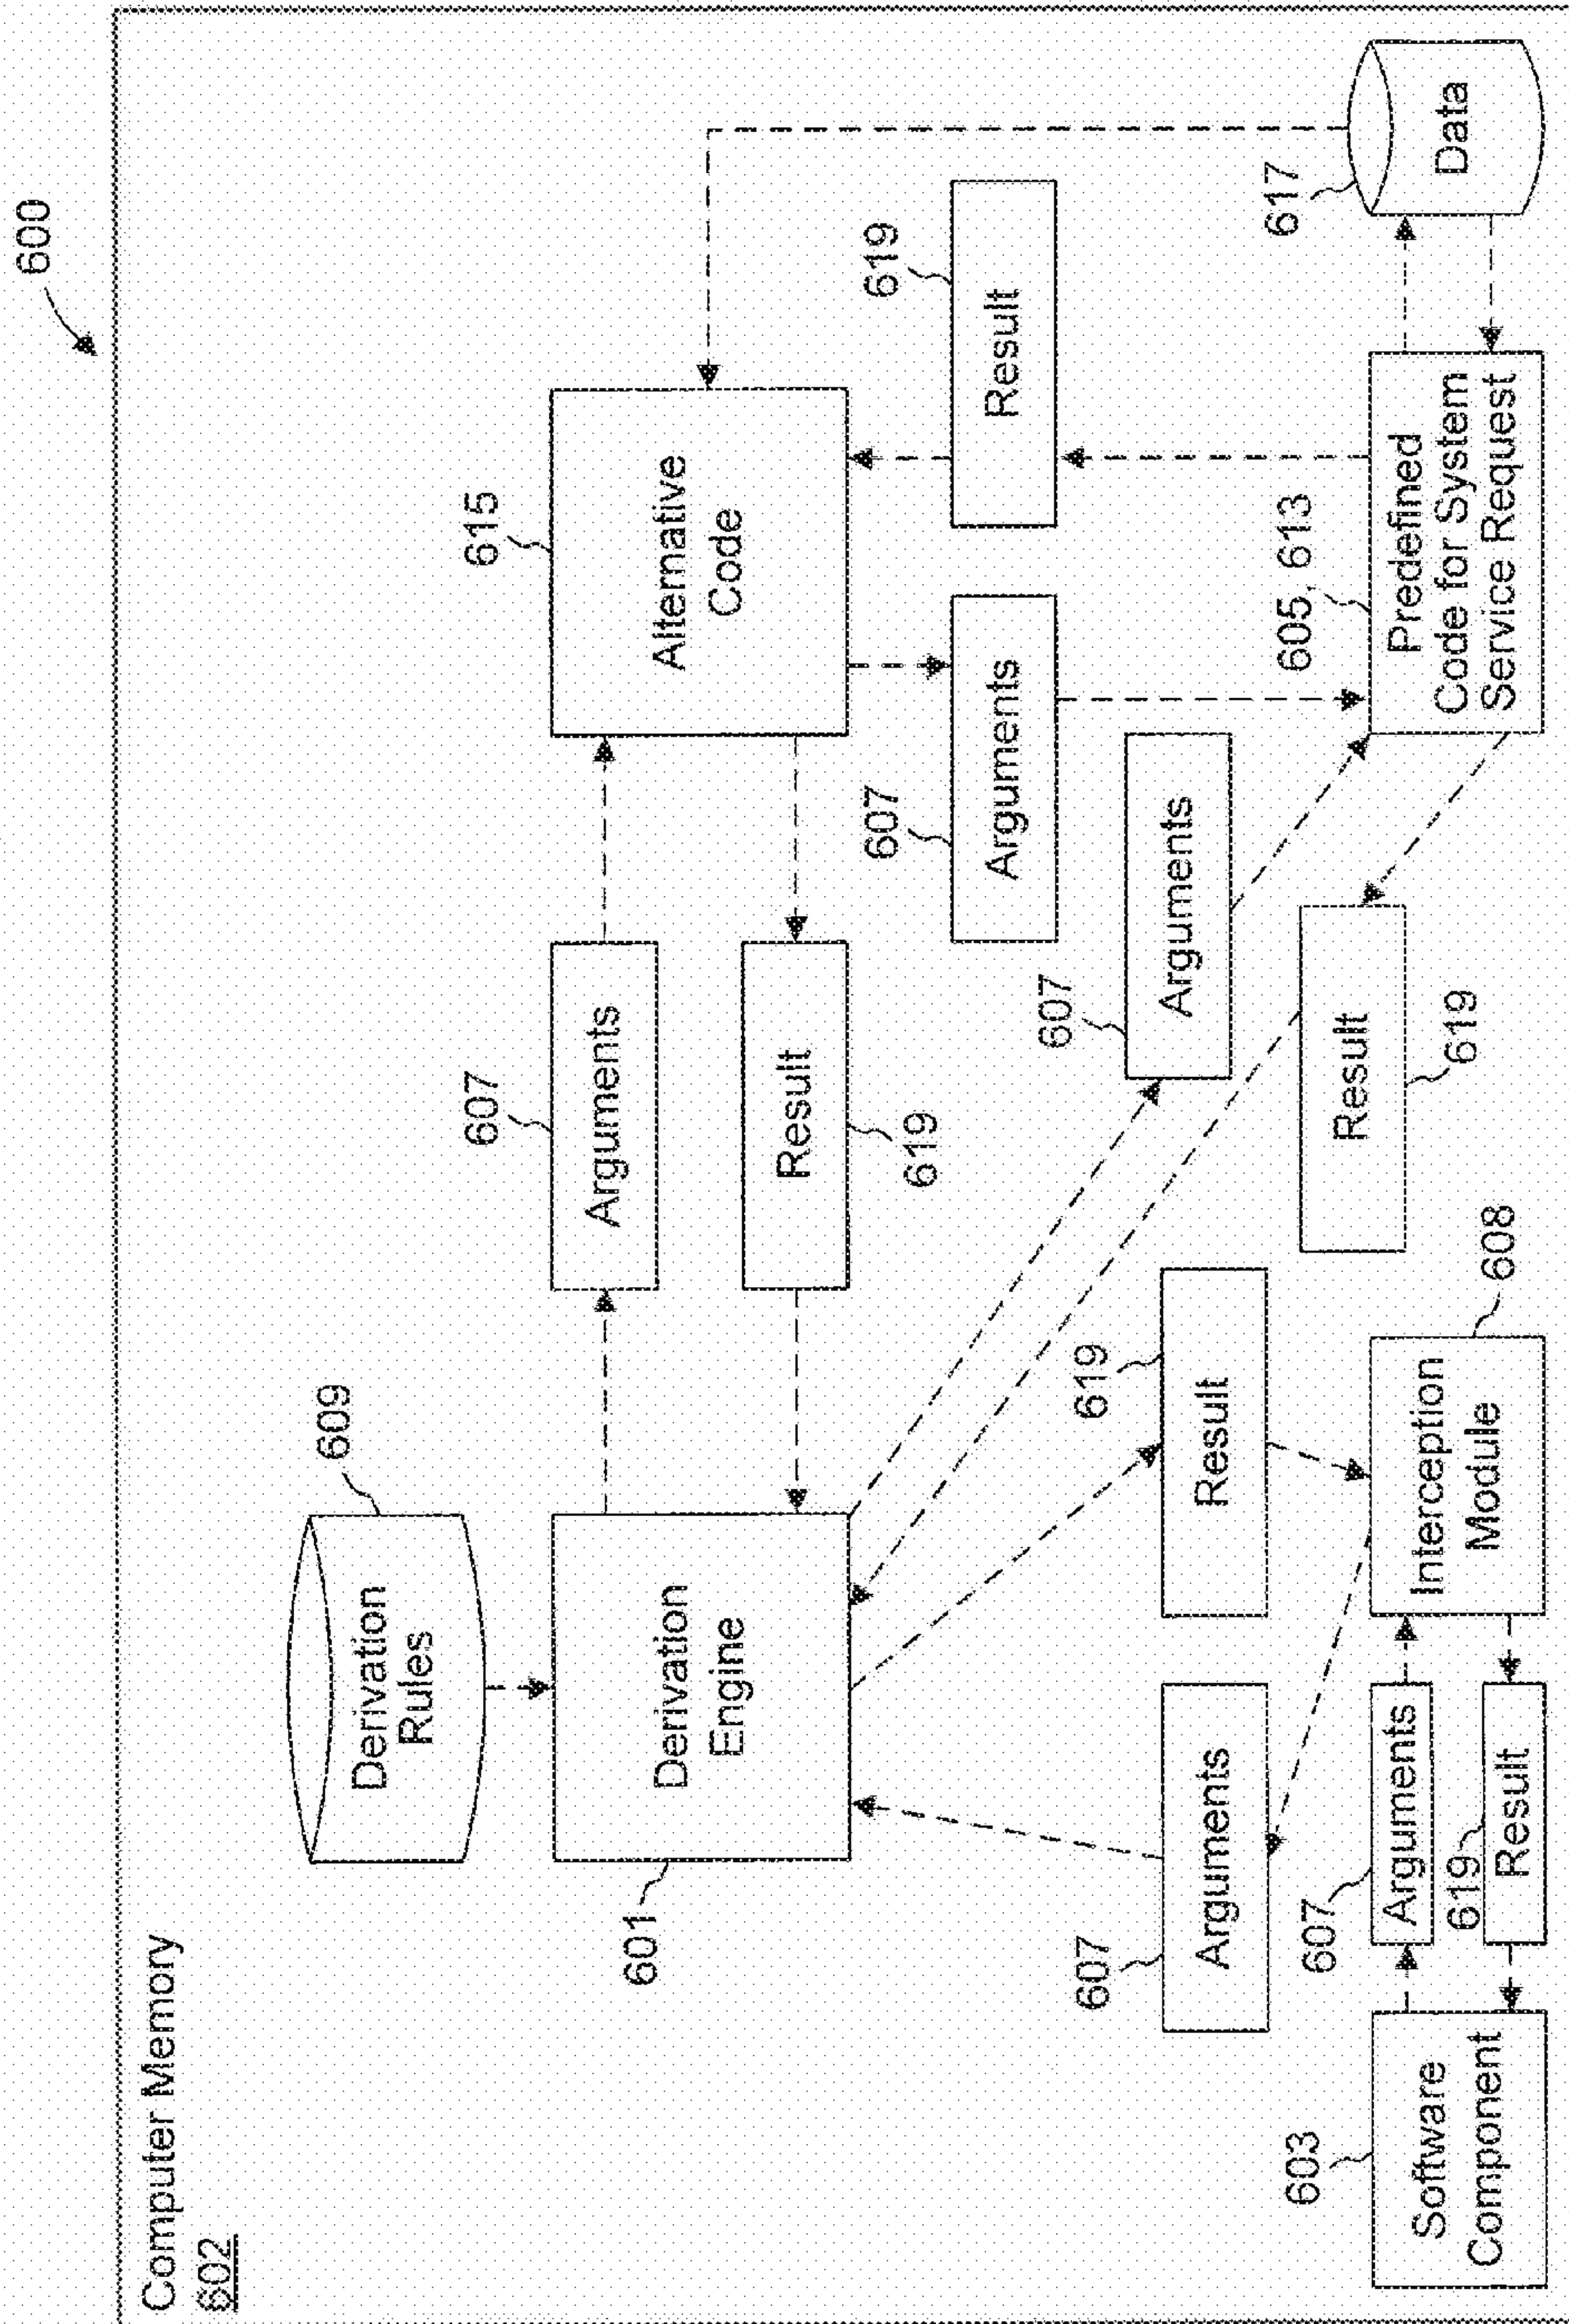 600
Computer Memory
602
609
Derivation
Rules
607
615
Derivation
Engine
601
Arguments
Alternative
Code
Result
619
607
619
Arguments
Result
607
Arguments
607
619
Arguments
Result
617
605, 613
Data
Predefined
Code for System
Service Request
Result
619
603
Software
Component
607
Arguments
619
Result
Interception
Module
608